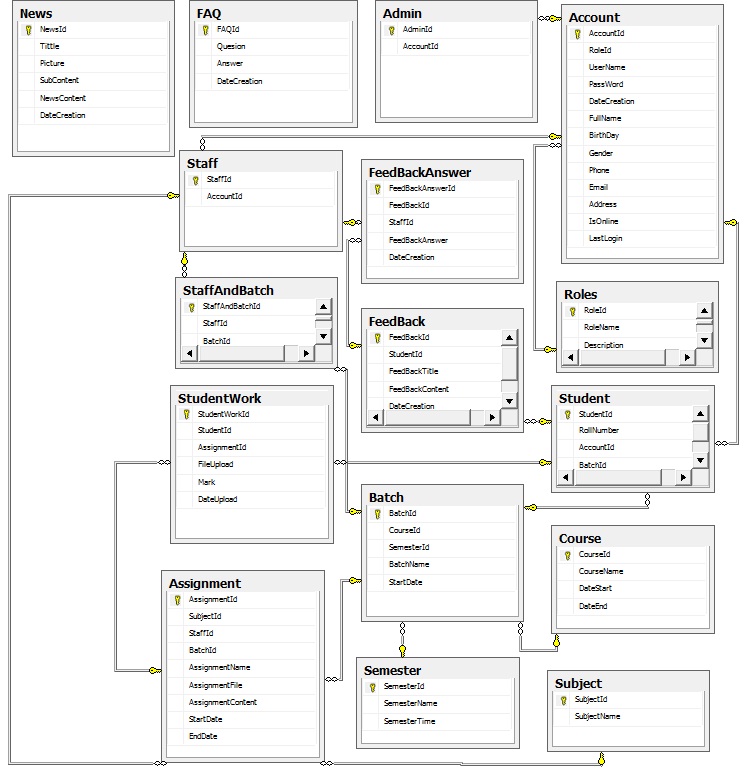 News
NewsId
Tittle
Picture
SubContent
NewsContent
DateCreation
FAQ
FAQId
Quesion
Answer
DateCreation
Admin
AdminId
AccountId
Account
AccountId
RoleId
UserName
PassWord
DateCreation
FullName
BirthDay
Gender
Phone
Email
Address
IsOnline
LastLogin
Staff
StaffId
AccountId
FeedBackAnswer
FeedBackAnswerId
FeedBackId
StaffId
FeedBackAnswer
DateCreation
StaffAndBatch
StaffAndBatchId
StaffId
BatchId
FeedBack
FeedBackId
StudentId
FeedBackTitle
FeedBackContent
DateCreation
Roles
RoleId
RoleName
Description
StudentWork
StudentWorkId
StudentId
AssignmentId
FileUpload
Mark
DateUpload
Student
StudentId
RollNumber
AccountId
BatchId
Batch
BatchId
CourseId
SemesterId
BatchName
StartDate
Course
CourseId
CourseName
DateStart
DateEnd
Assignment
AssignmentId
SubjectId
StaffId
BatchId
AssignmentName
AssignmentFile
AssignmentContent
StartDate
EndDate
Semester
SemesterId
SemesterName
SemesterTime
Subject
SubjectId
SubjectName